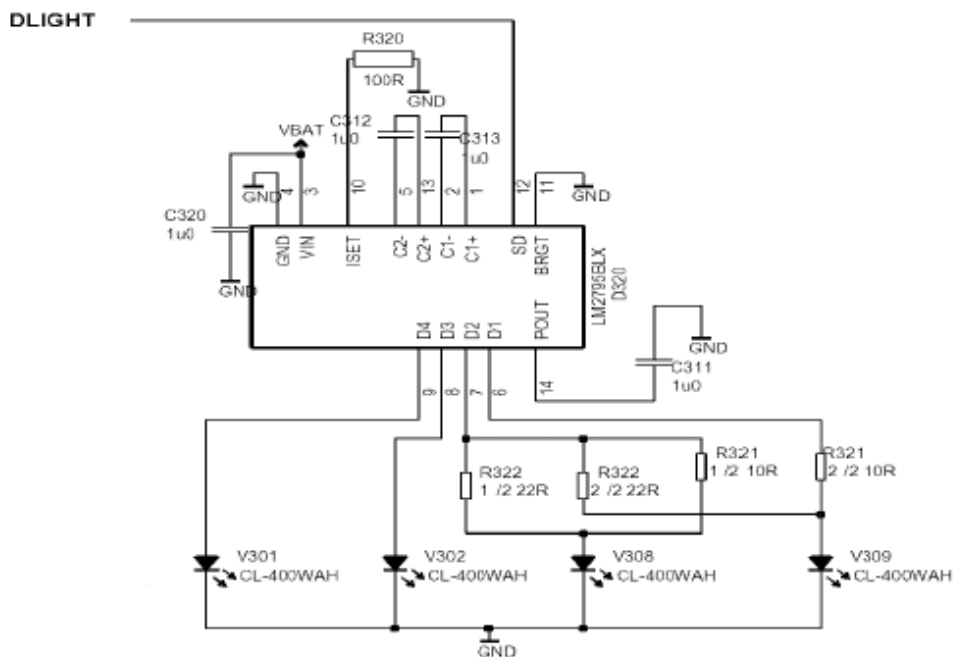 DLIGHT
R320
100R
GND
C312
1u0
C313
1u0
VBAT
GND
4
3
10
5
13
2
1
12
11
GND
C320
1u0
GND
GND
VIN
ISET
C2-
C2+
C1-
C1+
SD
BRGT
LM2795BLX
D320
D4
D3
D2
D1
POUT
GND
C311
1u0
9
8
7
6
14
R322
1 /2 22R
R322
2 /2 22R
R321
1 /2 10R
R321
2 /2 10R
V301
CL-400WAH
V302
CL-400WAH
V308
CL-400WAH
V309
CL-400WAH
GND